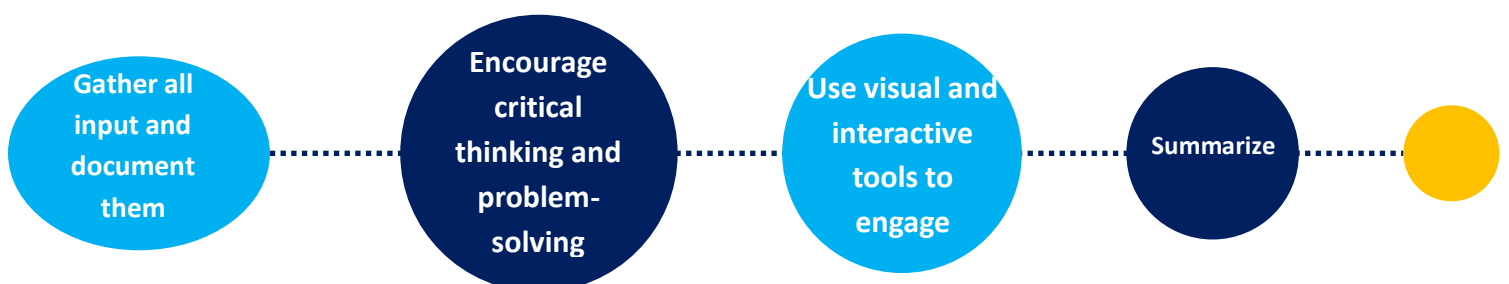 Gather all
input and
document
them
Encourage
critical
thinking and
problem-
solving
Use visual and
interactive
tools to
engage
Summarize